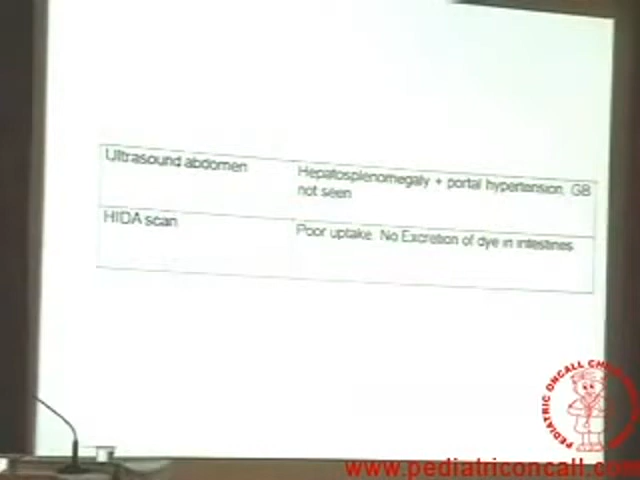 Ultrasound abdomen
Hepatosplenomegaly + portal hypertension, GB
not seen
HIDA scan
Poor uptake. No Excretion of dye in intestines
PEDIATRIC ONCALL
www.pediatriconcall.com